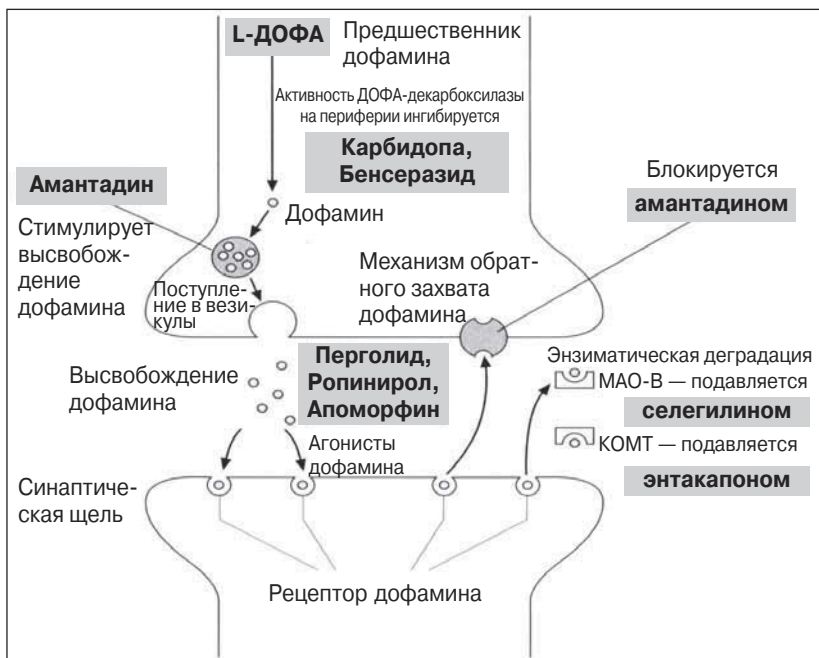 L-ДОФА
Предшественник
дофамина
Активность ДОФА-декарбоксилазы
на периферии ингибируется
Карбидопа,
Бенсеразид
Амантадин
Стимулирует
высвобож-
дение
дофамина
Дофамин
Поступле-
ние в вези-
кулы
Блокируется
амантадином
Механизм обрат-
ного захвата
дофамина
Высвобождение
дофамина
Перголид,
Ропинирол,
Апоморфин
Агонисты
дофамина
Энзиматическая деградация
МАО-В — подавляется
селегилином
КОМТ — подавляется
энтакапоном
Синаптиче-
ская щель
Рецептор дофамина